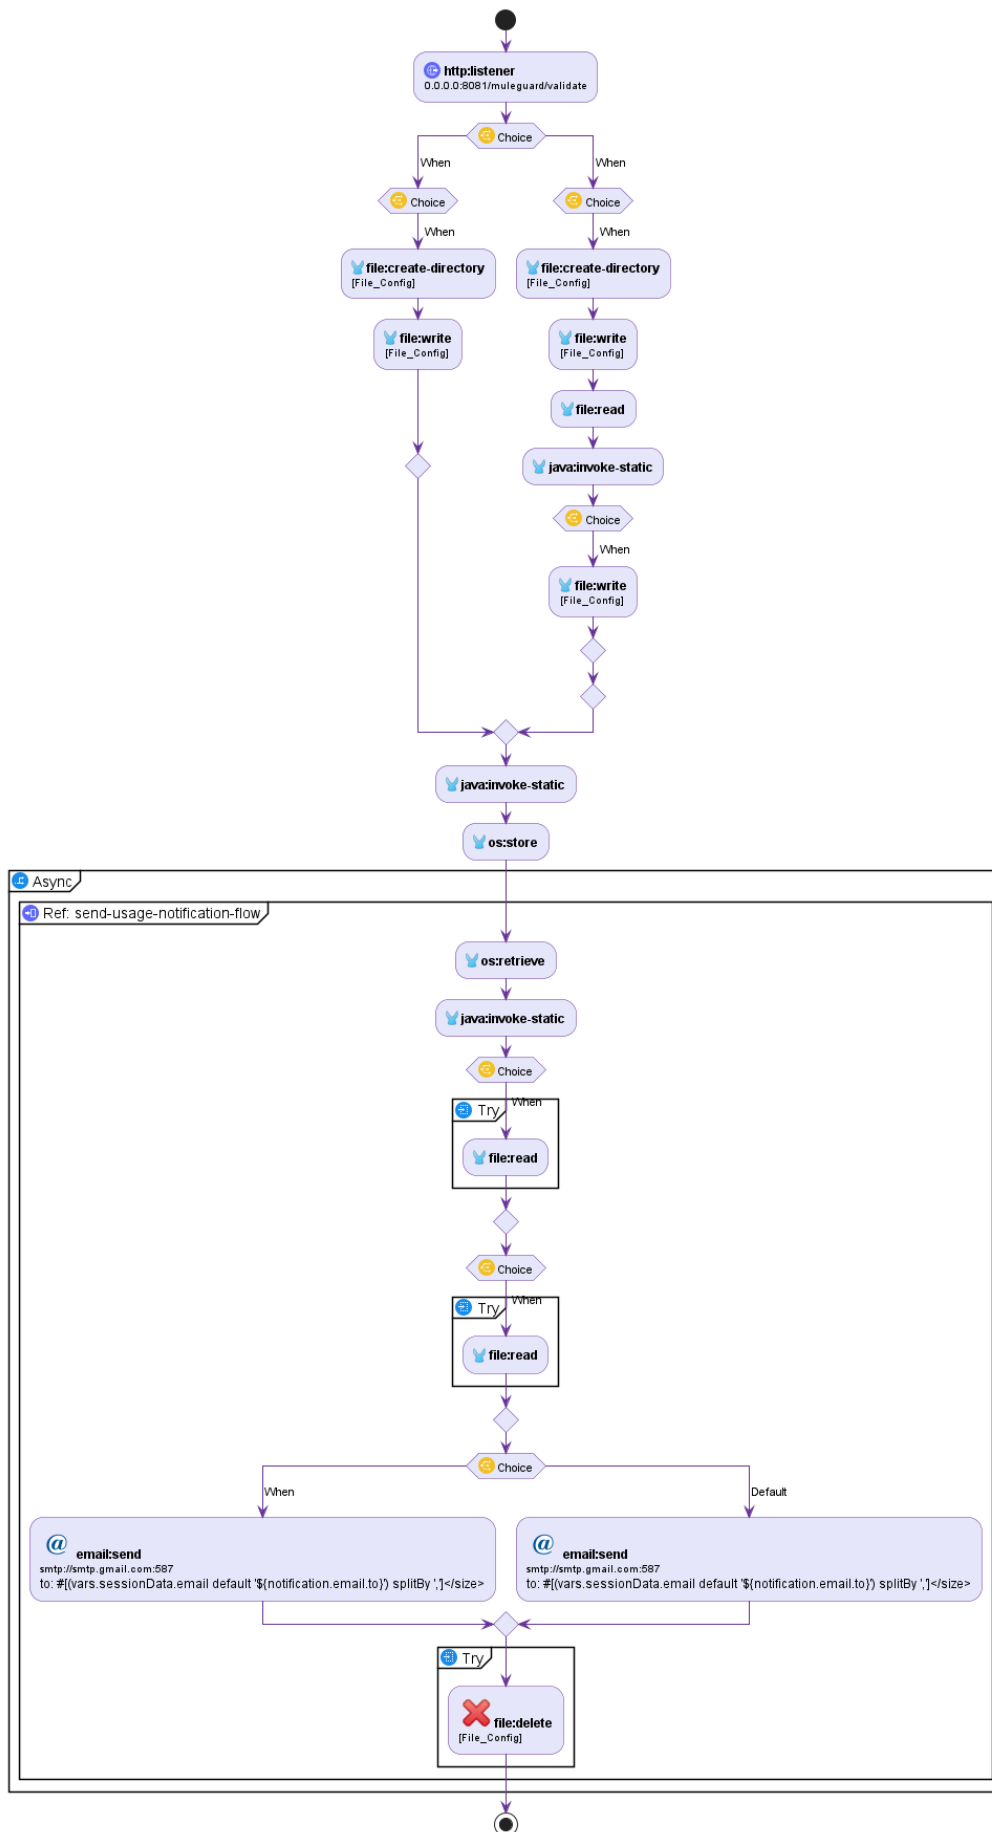 http:listener
0.0.0.0:8081/muleguard/validate
Choice
When
When
Choice
Choice
When
When
file:create-directory
[File_Config]
file:create-directory
[File_Config]
file:write
[File_Config]
file:write
[File_Config]
file:read
java:invoke-static
Choice
When
file:write
[File_Config]
java:invoke-static
os:store
Async
Ref: send-usage-notification-flow
os:retrieve
java:invoke-static
Choice
When
Try
file:read
Choice
When
Try
file:read
Choice
When
Default
email:send
smtp://smtp.gmail.com:587
to: #[(vars.sessionData.email default '${notification.email.to}') splitBy ',']</size>
email:send
smtp://smtp.gmail.com:587
to: #[(vars.sessionData.email default '${notification.email.to}') splitBy ',']</size>
Try
file:delete
[File_Config]